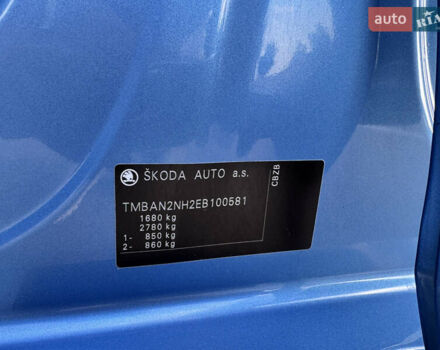 auto RIA
ŠKODA AUTO a.s.
CBZB
TMBAN2NH2EB100581
1680 kg
2780 kg
1- 850 kg
2- 860 kg